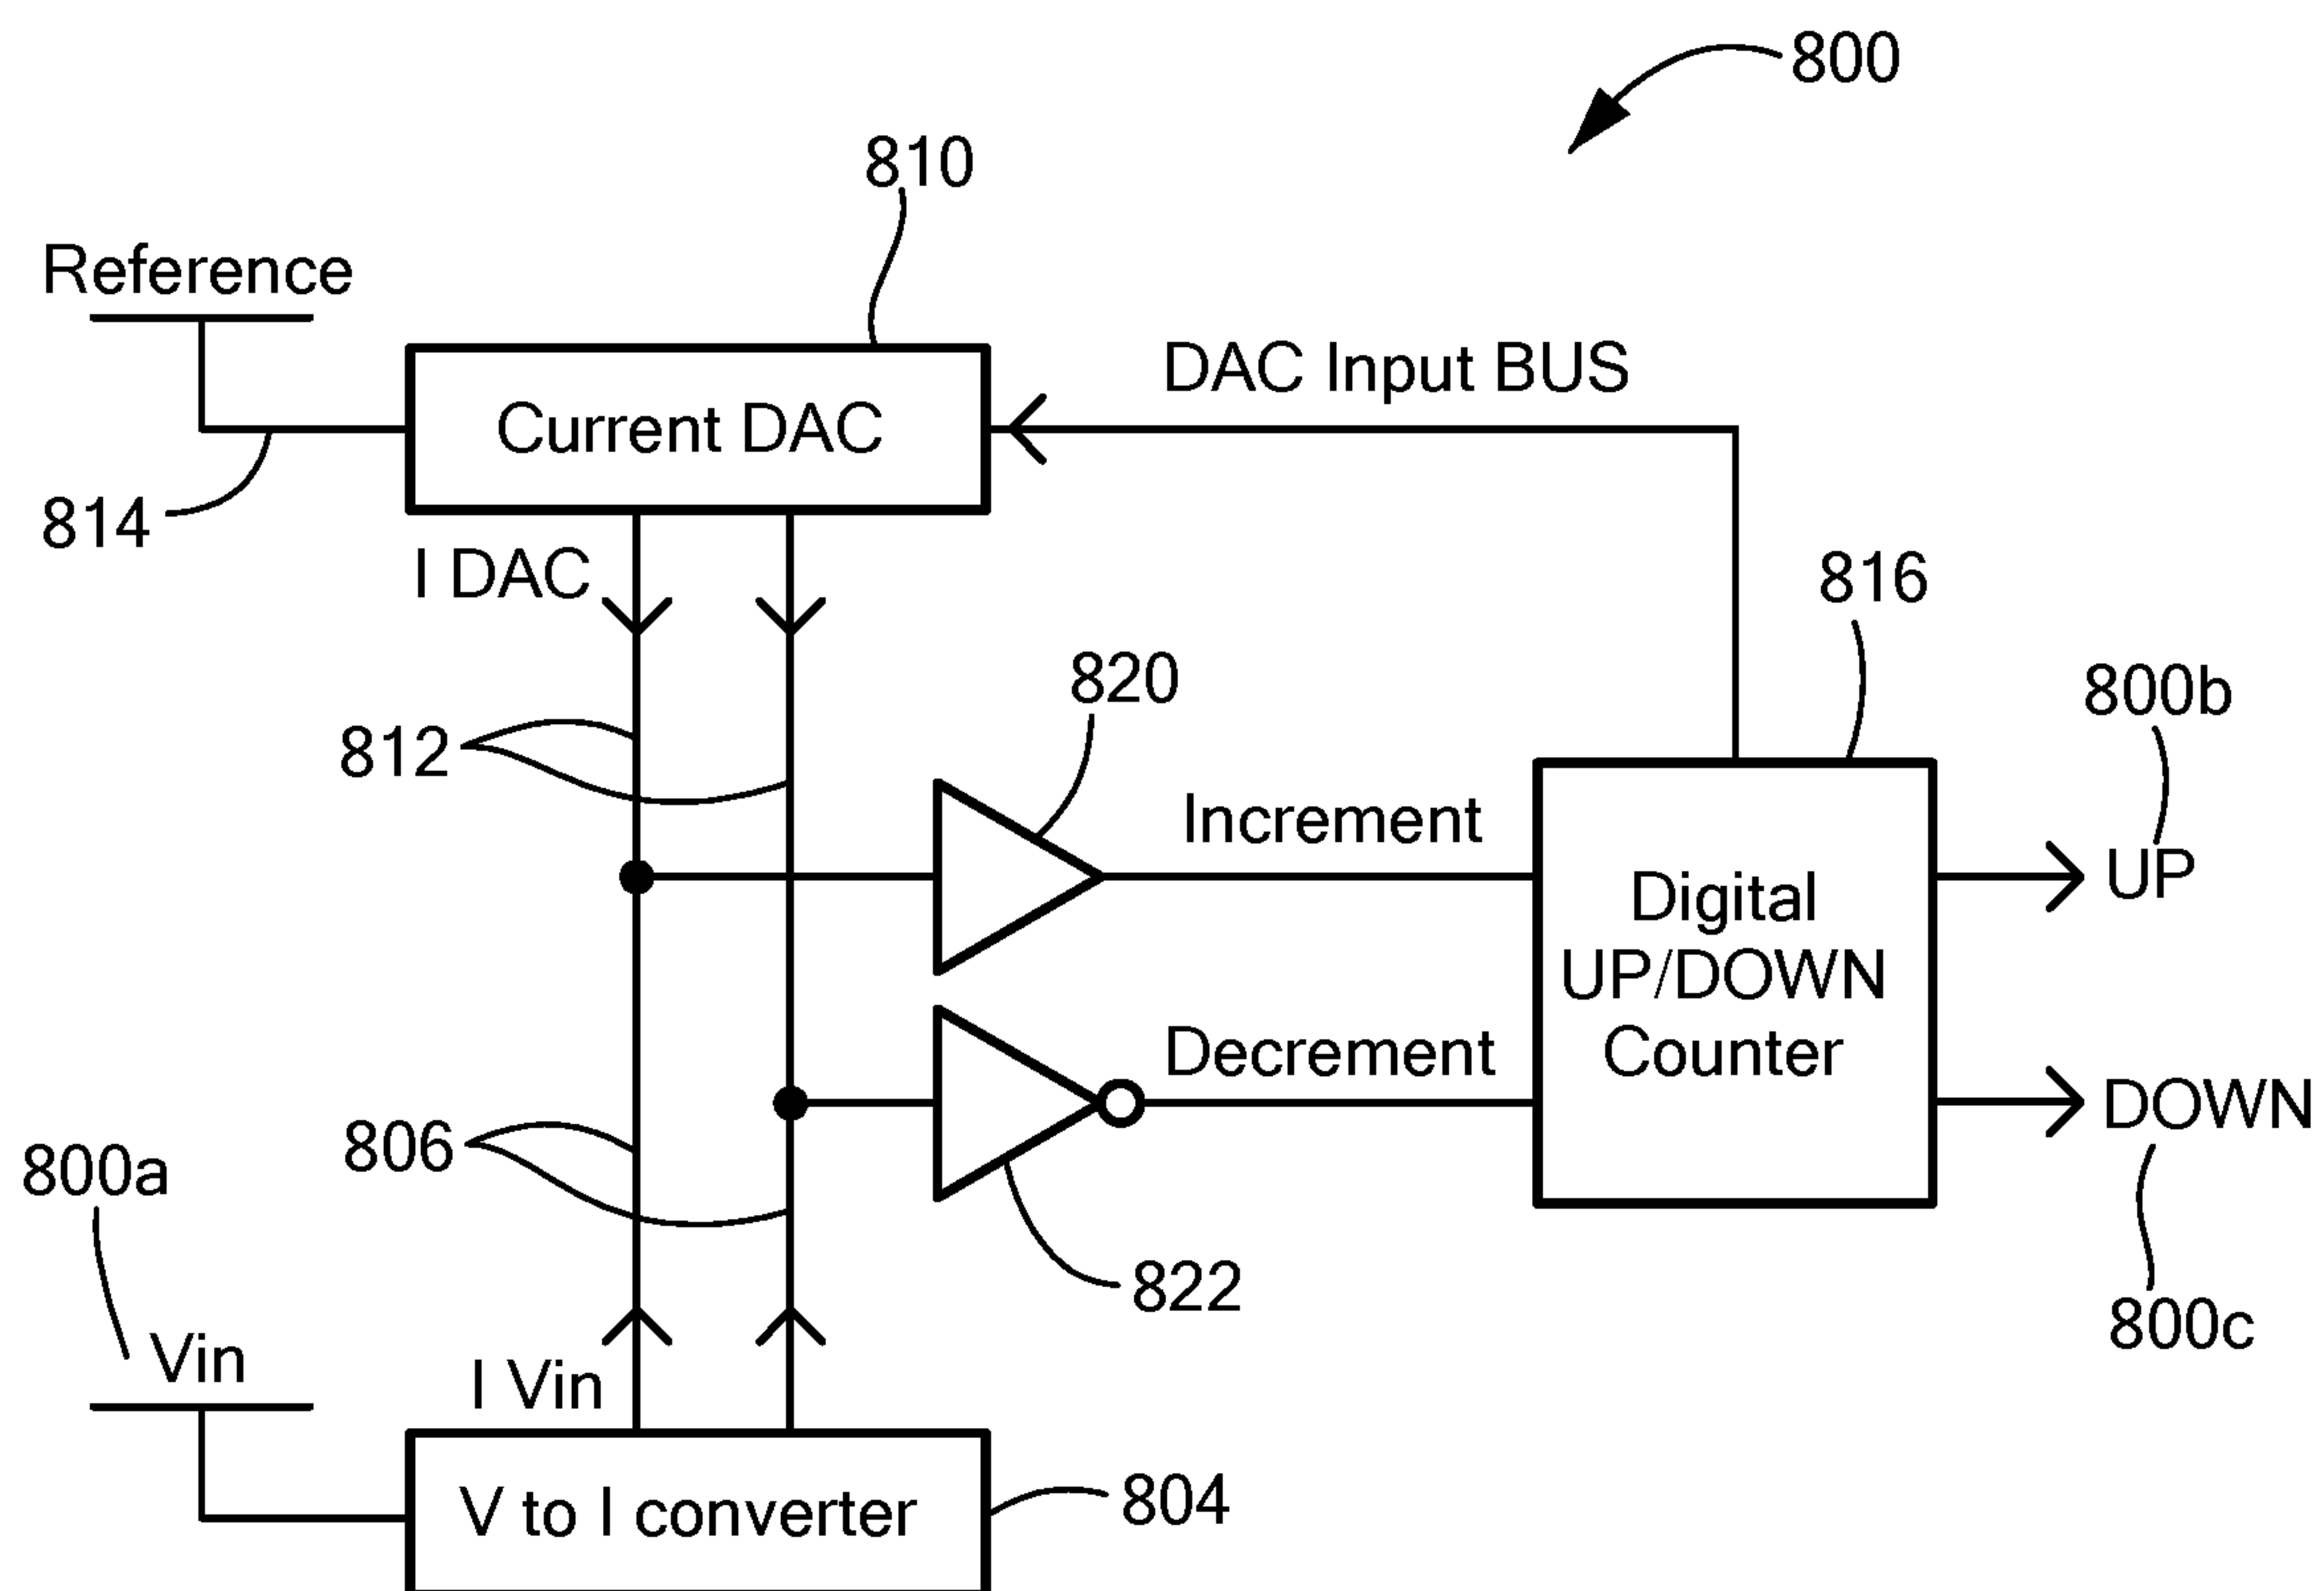 800
810
Reference
Current DAC
DAC Input BUS
814
I DAC
816
820
800b
812
Increment
UP
Digital
UP/DOWN
Counter
Decrement
DOWN
806
800a
822
800c
Vin
I Vin
V to I converter
804